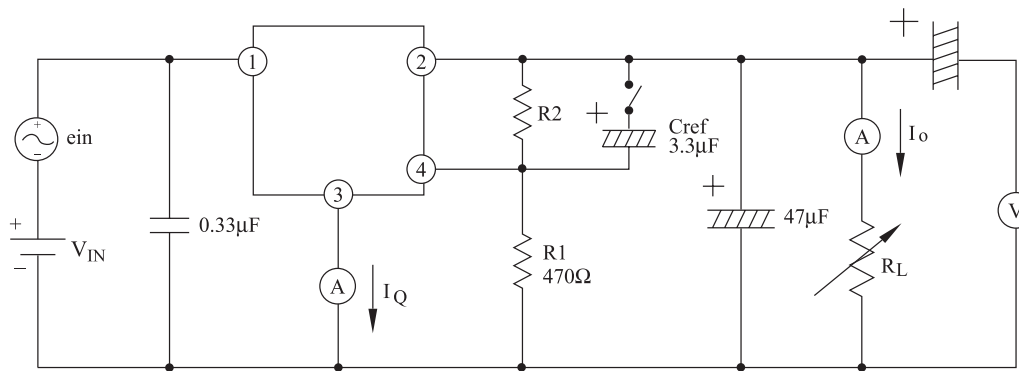 +
1
2
R2
+
Cref
3.3µF
A
Io
+
−
ein
4
3
+
V
+
VIN
−
0.33µF
R1
470Ω
47µF
RL
A
IQ